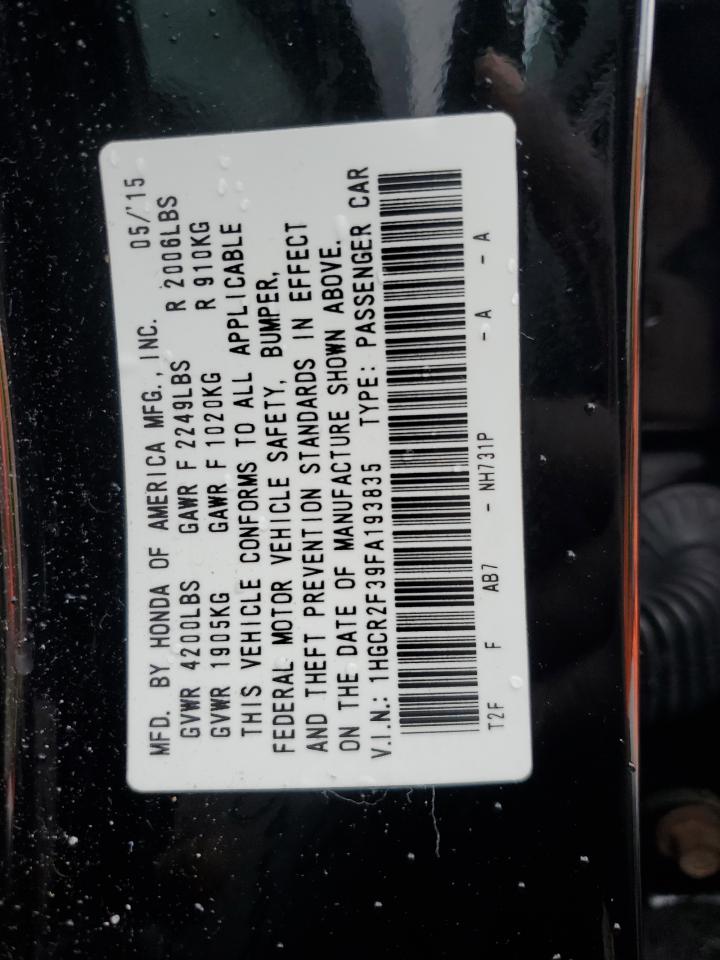 MFD. BY HONDA OF AMERICA MFG., INC. 05/'15
GVWR 4200LBS GAWR F 2249LBS R 2006LBS
GVWR 1905KG GAWR F 1020KG R 910KG
THIS VEHICLE CONFORMS TO ALL APPLICABLE
FEDERAL MOTOR VEHICLE SAFETY, BUMPER,
AND THEFT PREVENTION STANDARDS IN EFFECT
ON THE DATE OF MANUFACTURE SHOWN ABOVE.
V.I.N.: 1HGCR2F39FA193835 TYPE: PASSENGER CAR
T2F F AB7 - NH731P - A - A